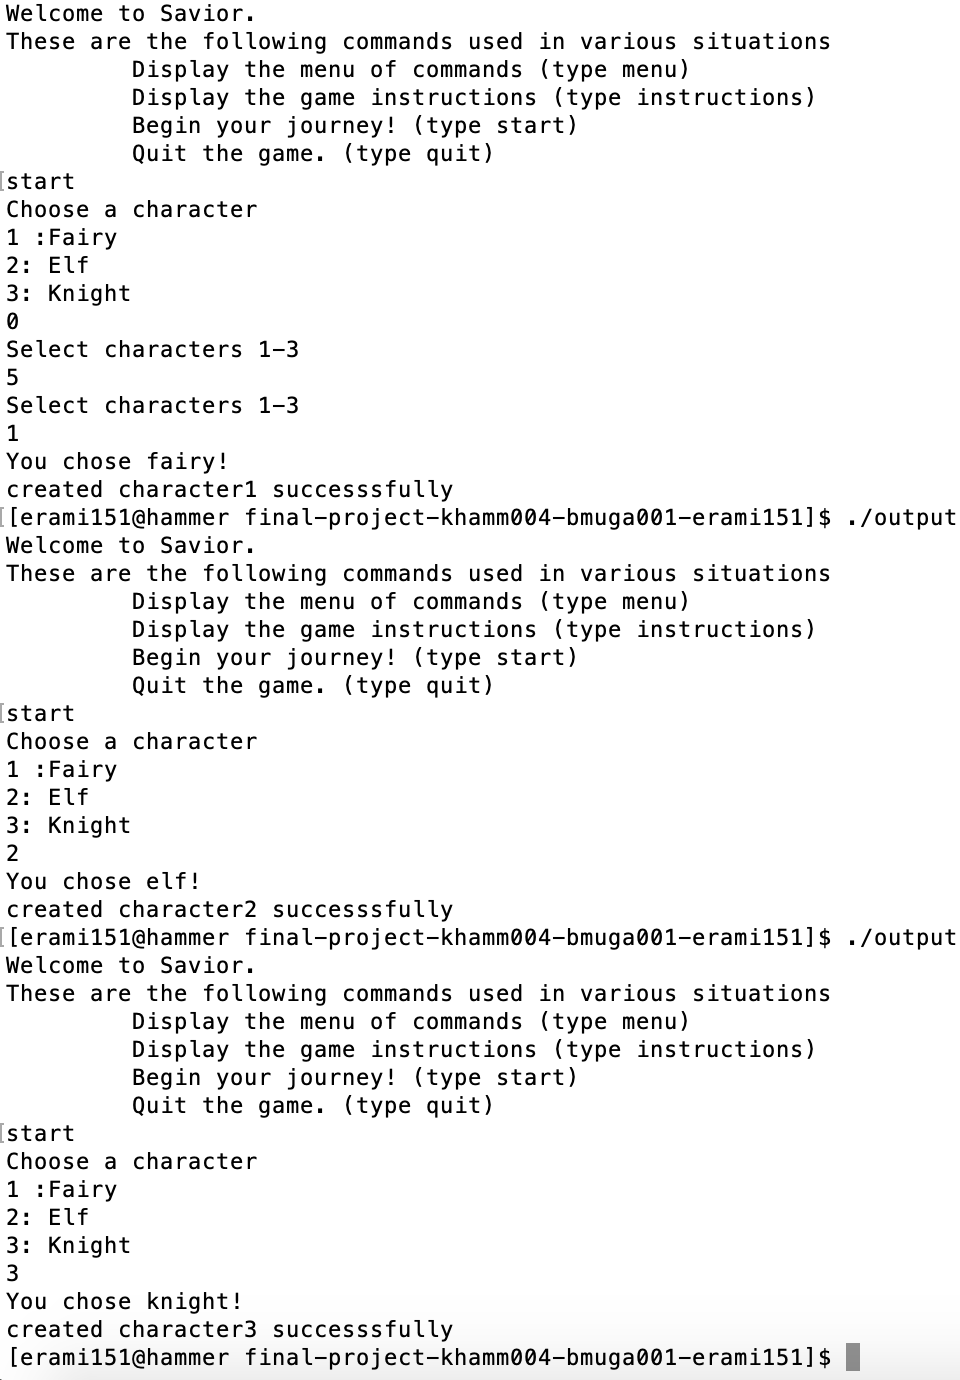 Welcome to Savior.
These are the following commands used in various situations
Display the menu of commands (type menu)
Display the game instructions (type instructions)
Begin your journey! (type start)
Quit the game. (type quit)
[start
Choose a character
1 :Fairy
2: Elf
3: Knight
0
Select characters 1-3
5
Select characters 1-3
1
You chose fairy!
created character1 successsfully
[[erami151@hammer final-project-khamm004-bmuga001-erami151]$ ./output
Welcome to Savior.
These are the following commands used in various situations
Display the menu of commands (type menu)
Display the game instructions (type instructions)
Begin your journey! (type start)
Quit the game. (type quit)
[start
Choose a character
1 :Fairy
2: Elf
3: Knight
2
You chose elf!
created character2 successsfully
[[erami151@hammer final-project-khamm004-bmuga001-erami151]$ ./output
Welcome to Savior.
These are the following commands used in various situations
Display the menu of commands (type menu)
Display the game instructions (type instructions)
Begin your journey! (type start)
Quit the game. (type quit)
[start
Choose a character
1 :Fairy
2: Elf
3: Knight
3
You chose knight!
created character3 successsfully
[erami151@hammer final-project-khamm004-bmuga001-erami151]$